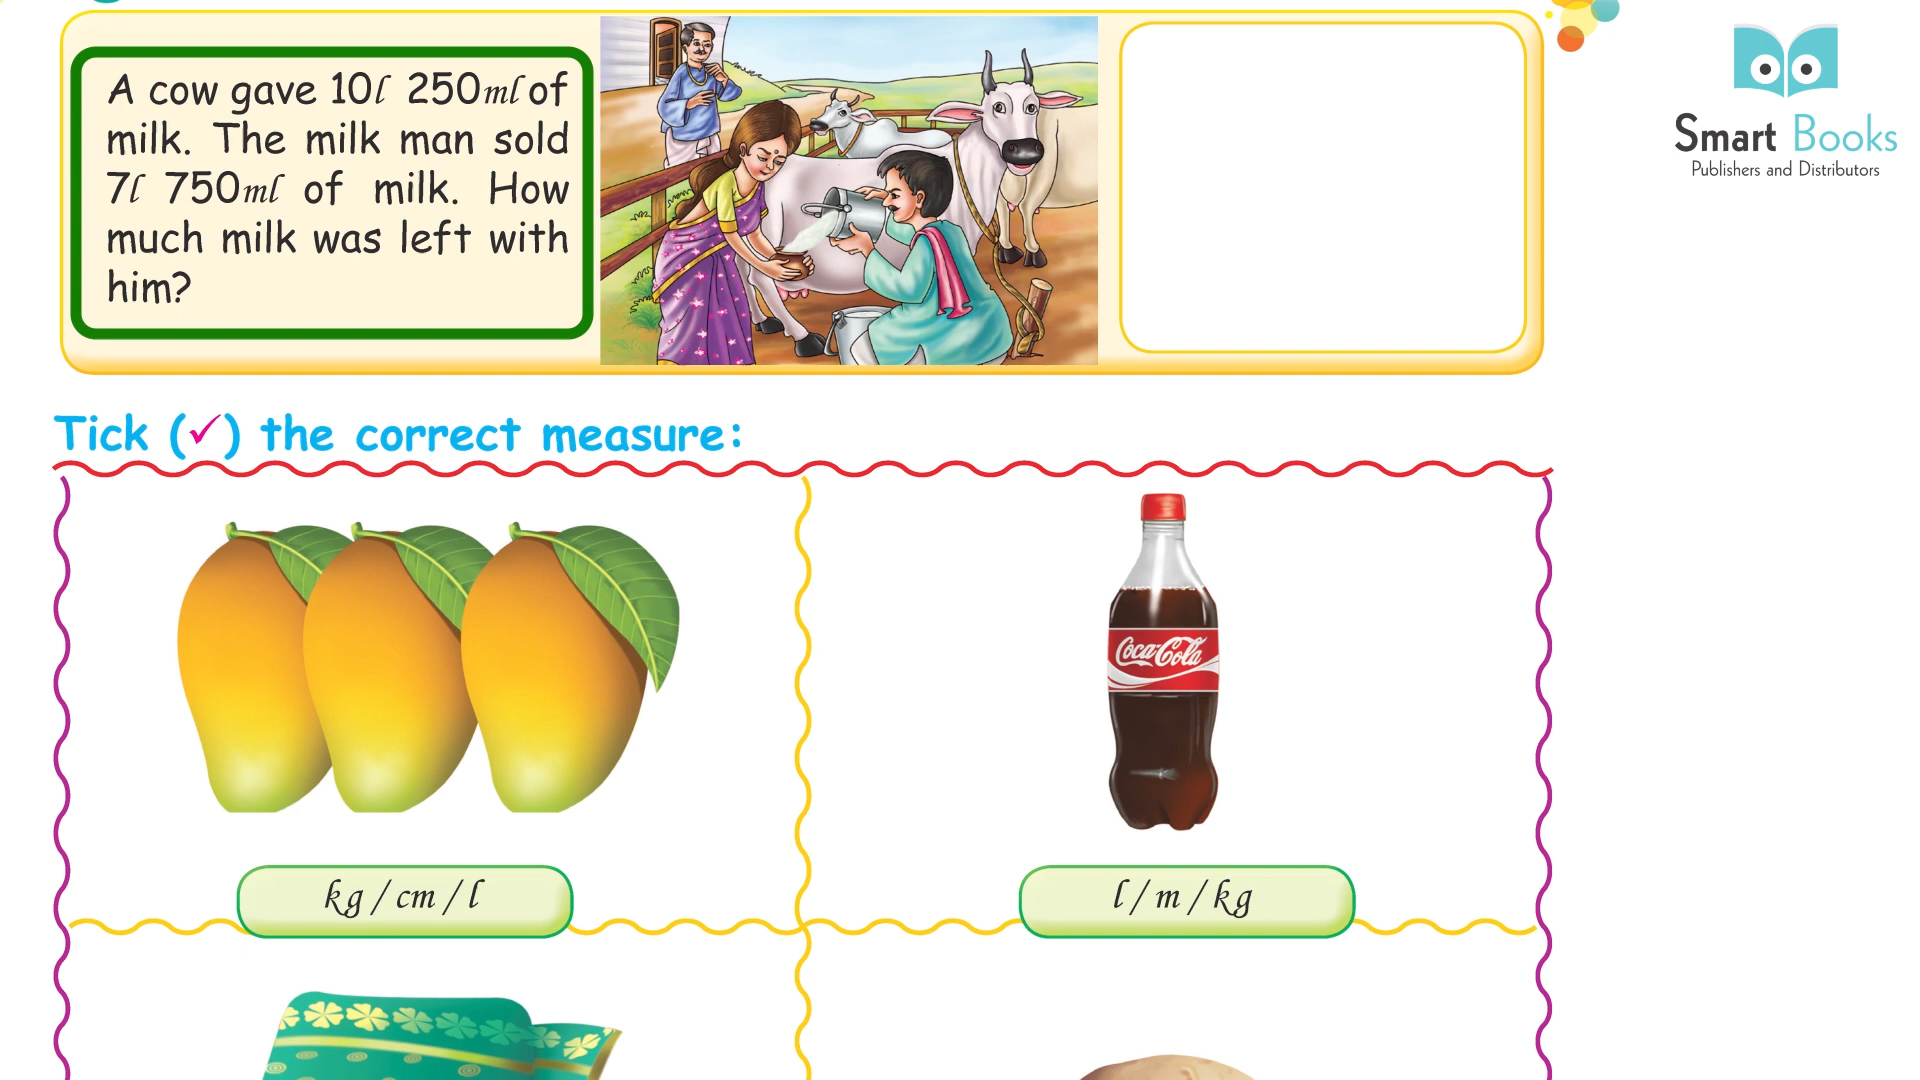 A cow gave 10l 250ml of
milk. The milk man sold
7l 750ml of milk. How
much milk was left with
him?
Smart Books
Publishers and Distributors
Tick (✓) the correct measure:
Coca-Cola
kg / cm / l
l / m / kg